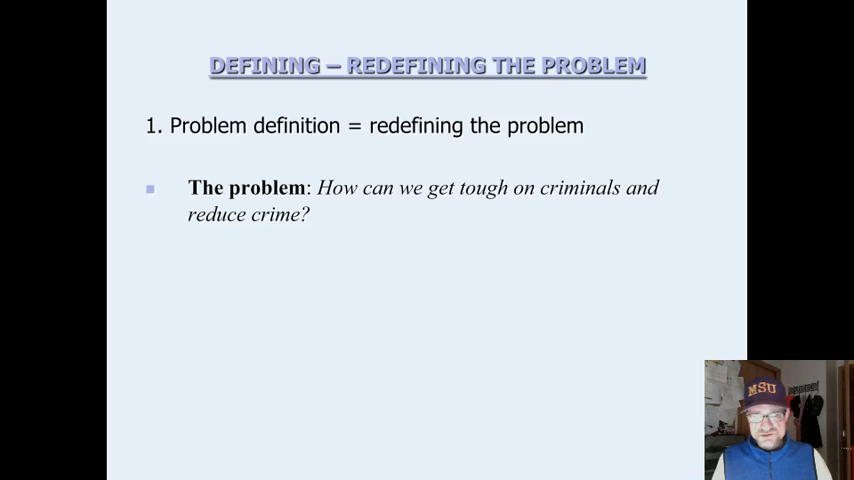 DEFINING – REDEFINING THE PROBLEM
1. Problem definition = redefining the problem
The problem: How can we get tough on criminals and
reduce crime?
MSU